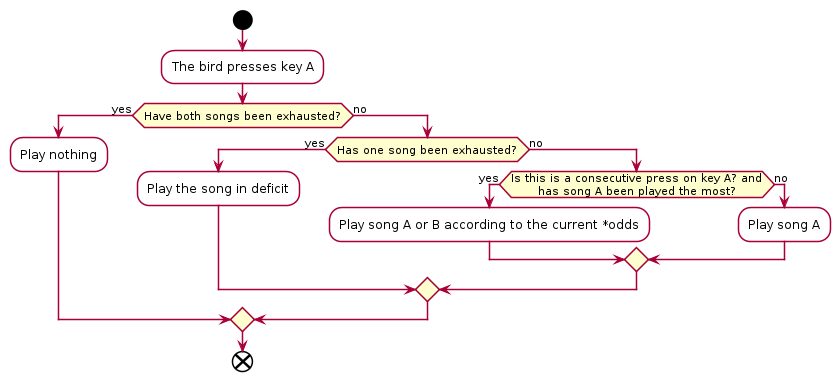 The bird presses key A
yes
Have both songs been exhausted?
no
Play nothing
yes
Has one song been exhausted?
no
Play the song in deficit
yes
Is this is a consecutive press on key A? and
has song A been played the most?
no
Play song A or B according to the current *odds
Play song A